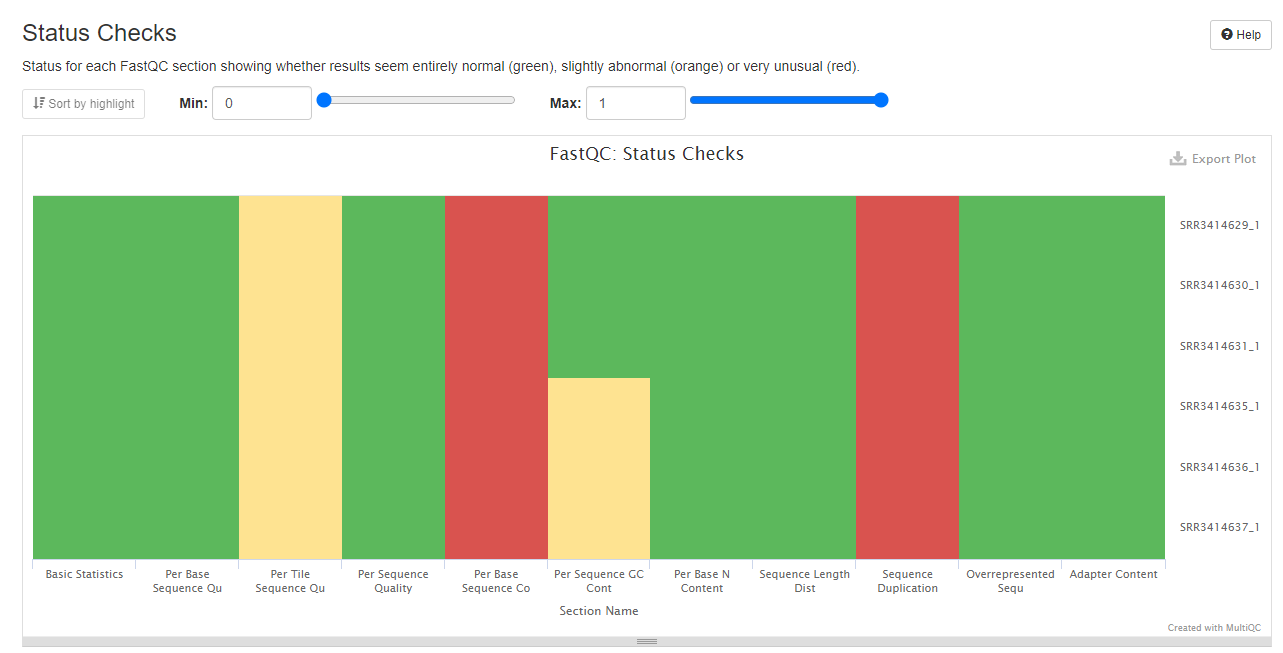 Status Checks
Help
Status for each FastQC section showing whether results seem entirely normal (green), slightly abnormal (orange) or very unusual (red).
Sort by highlight Min: 0 Max: 1
FastQC: Status Checks
Export Plot
SRR3414629_1
SRR3414630_1
SRR3414631_1
SRR3414635_1
SRR3414636_1
SRR3414637_1
Basic Statistics
Per Base
Sequence Qu
Per Tile
Sequence Qu
Per Sequence
Quality
Per Base
Sequence Co
Per Sequence GC
Cont
Per Base N
Content
Sequence Length
Dist
Sequence
Duplication
Overrepresented
Sequ
Adapter Content
Section Name
Created with MultiQC